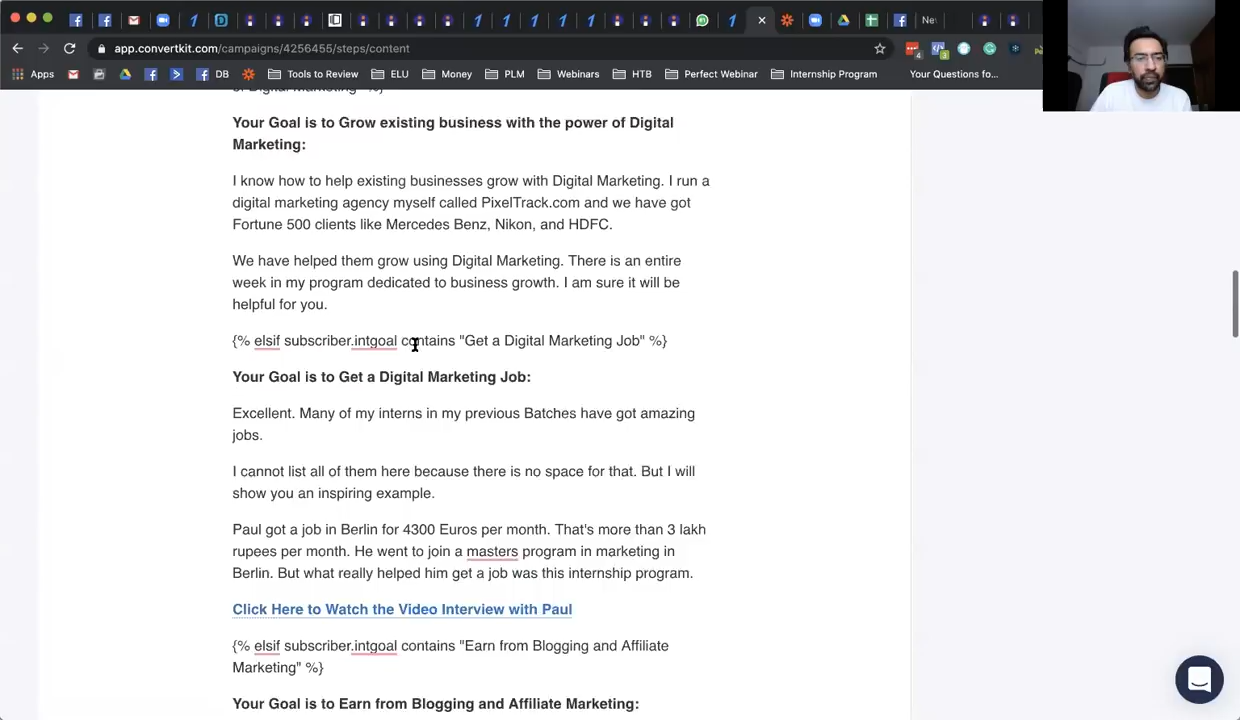 Nev
app.convertkit.com/campaigns/4256455/steps/content
4
3
Apps
DB
Tools to Review
ELU
Money
PLM
Webinars
HTB
Perfect Webinar
Internship Program
Your Questions fo...
of Digital Marketing" %}
Your Goal is to Grow existing business with the power of Digital
Marketing:
I know how to help existing businesses grow with Digital Marketing. I run a
digital marketing agency myself called PixelTrack.com and we have got
Fortune 500 clients like Mercedes Benz, Nikon, and HDFC.
We have helped them grow using Digital Marketing. There is an entire
week in my program dedicated to business growth. I am sure it will be
helpful for you.
{% elsif subscriber.intgoal contains "Get a Digital Marketing Job" %}
Your Goal is to Get a Digital Marketing Job:
Excellent. Many of my interns in my previous Batches have got amazing
jobs.
I cannot list all of them here because there is no space for that. But I will
show you an inspiring example.
Paul got a job in Berlin for 4300 Euros per month. That's more than 3 lakh
rupees per month. He went to join a masters program in marketing in
Berlin. But what really helped him get a job was this internship program.
Click Here to Watch the Video Interview with Paul
{% elsif subscriber.intgoal contains "Earn from Blogging and Affiliate
Marketing" %}
Your Goal is to Earn from Blogging and Affiliate Marketing: